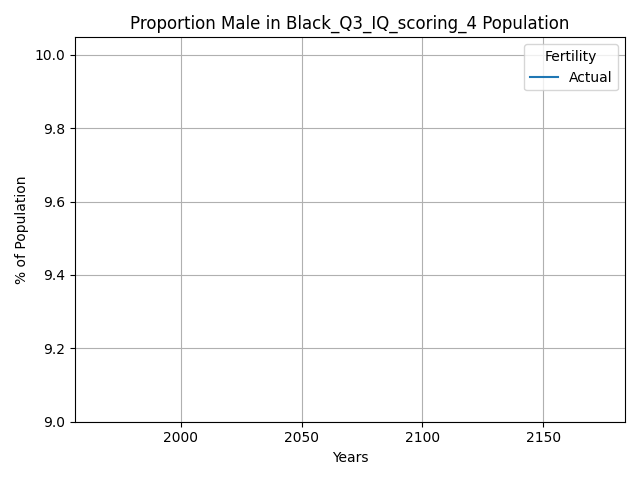 Proportion Male in Black_Q3_IQ_scoring_4 Population
Fertility
Actual
10.0
9.8
9.6
9.4
9.2
9.0
% of Population
2000 2050 2100 2150
Years